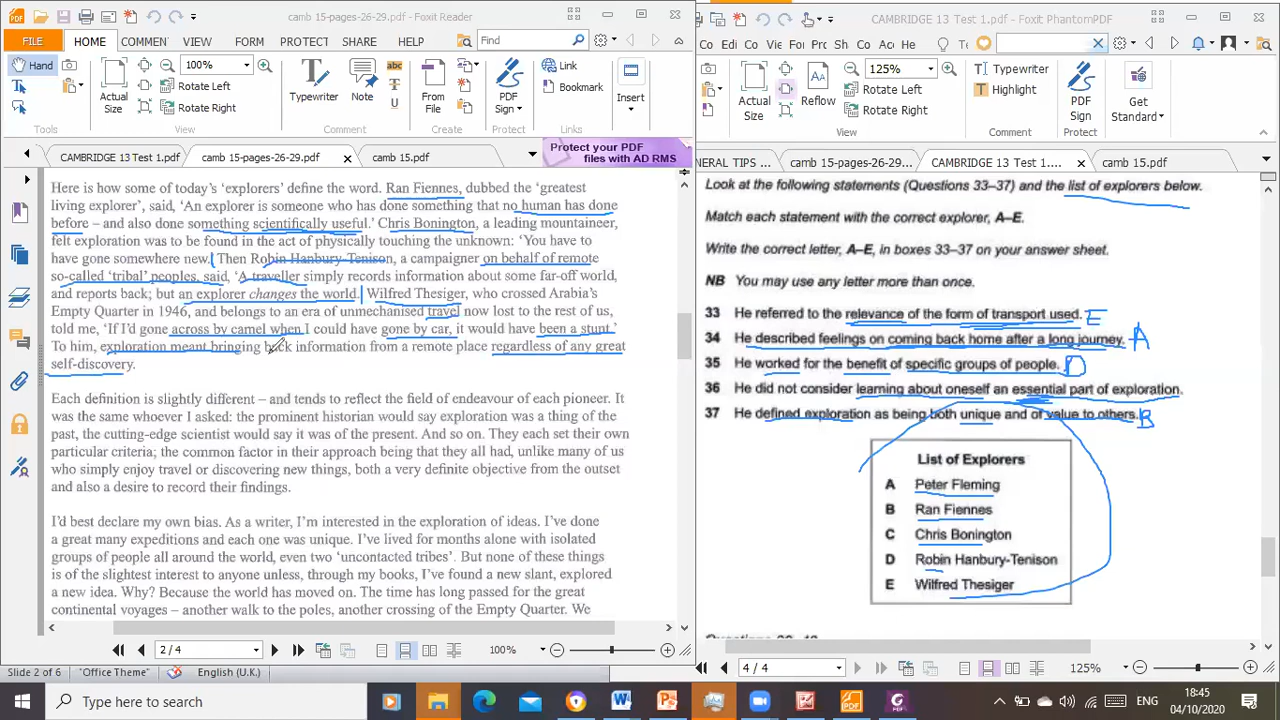 camb 15-pages-26-29.pdf - Foxit Reader
FILE HOME COMMEN VIEW FORM PROTECT SHARE HELP Find
Hand
Actual Size
100%
Rotate Left
Rotate Right
Typewriter
Note
From File
PDF Sign
Link
Bookmark
Insert
Tools View Comment Create Protect Links
CAMBRIDGE 13 Test 1.pdf camb 15-pages-26-29.pdf camb 15.pdf
Protect your PDF
files with AD RMS
Here is how some of today's 'explorers' define the word. Ran Fiennes, dubbed the 'greatest
living explorer', said, 'An explorer is someone who has done something that no human has done
before – and also done something scientifically useful.' Chris Bonington, a leading mountaineer,
felt exploration was to be found in the act of physically touching the unknown: 'You have to
have gone somewhere new.' Then Robin Hanbury-Tenison, a campaigner on behalf of remote
so-called 'tribal' peoples, said, 'A traveller simply records information about some far-off world,
and reports back; but an explorer changes the world.' Wilfred Thesiger, who crossed Arabia's
Empty Quarter in 1946, and belongs to an era of unmechanised travel now lost to the rest of us,
told me, 'If I'd gone across by camel when I could have gone by car, it would have been a stunt.'
To him, exploration meant bringing back information from a remote place regardless of any great
self-discovery.
Each definition is slightly different – and tends to reflect the field of endeavour of each pioneer. It
was the same whoever I asked: the prominent historian would say exploration was a thing of the
past, the cutting-edge scientist would say it was of the present. And so on. They each set their own
particular criteria; the common factor in their approach being that they all had, unlike many of us
who simply enjoy travel or discovering new things, both a very definite objective from the outset
and also a desire to record their findings.
I'd best declare my own bias. As a writer, I'm interested in the exploration of ideas. I've done
a great many expeditions and each one was unique. I've lived for months alone with isolated
groups of people all around the world, even two 'uncontacted tribes'. But none of these things
is of the slightest interest to anyone unless, through my books, I've found a new slant, explored
a new idea. Why? Because the world has moved on. The time has long passed for the great
continental voyages – another walk to the poles, another crossing of the Empty Quarter. We
2/4 100%
Slide 2 of 6 "Office Theme" English (U.K.)
CAMBRIDGE 13 Test 1.pdf - Foxit PhantomPDF
Co Ed Co Vie Foi Pro Sh Co Ac He Te
Actual Size
Reflow
125%
Rotate Left
Rotate Right
Typewriter
Highlight
PDF Sign
Get Standard
View Comment Protect
NERAL TIPS ... camb 15-pages-26-29... CAMBRIDGE 13 Test 1.... camb 15.pdf
Look at the following statements (Questions 33–37) and the list of explorers below.
Match each statement with the correct explorer, A–E.
Write the correct letter, A–E, in boxes 33–37 on your answer sheet.
NB You may use any letter more than once.
33 He referred to the relevance of the form of transport used. E
34 He described feelings on coming back home after a long journey. A
35 He worked for the benefit of specific groups of people. D
36 He did not consider learning about oneself an essential part of exploration.
37 He defined exploration as being both unique and of value to others. B
List of Explorers
A Peter Fleming
B Ran Fiennes
C Chris Bonington
D Robin Hanbury-Tenison
E Wilfred Thesiger
4/4 125%
Type here to search
ENG 18:45 04/10/2020